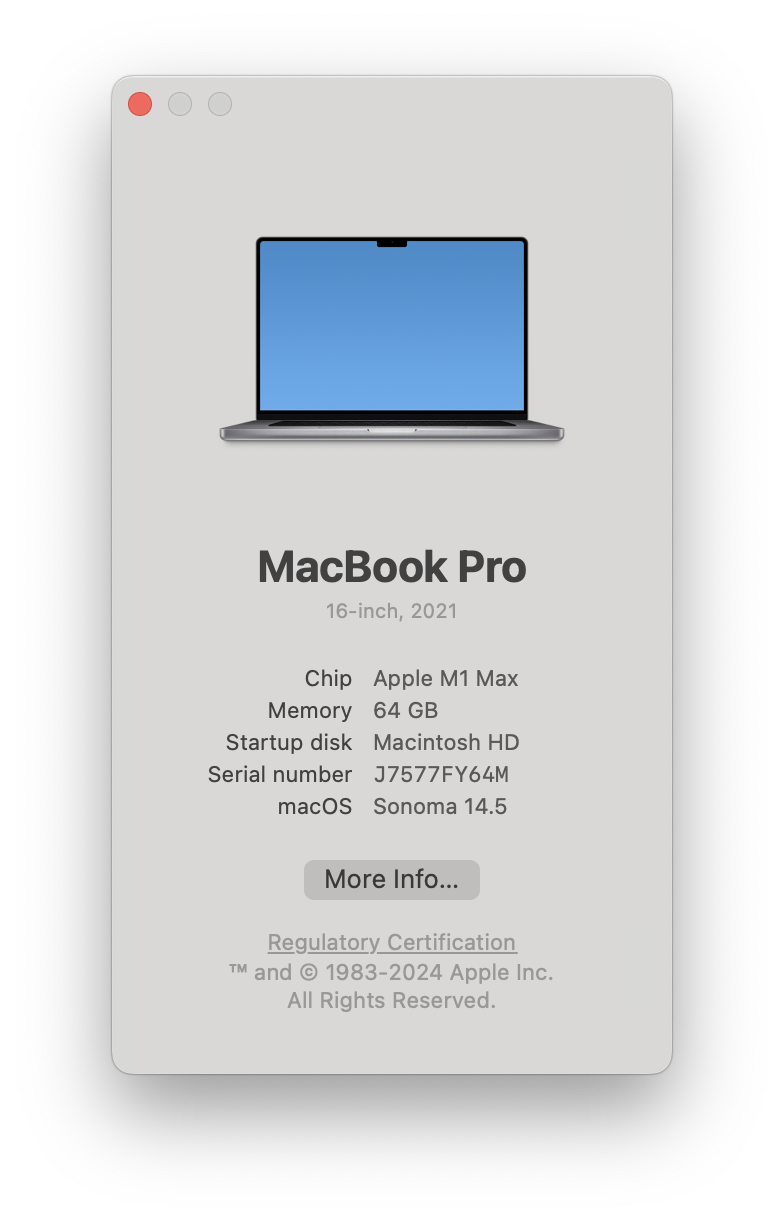 MacBook Pro
16-inch, 2021
Chip Apple M1 Max
Memory 64 GB
Startup disk Macintosh HD
Serial number J7577FY64M
macOS Sonoma 14.5
More Info...
Regulatory Certification
™ and © 1983-2024 Apple Inc.
All Rights Reserved.